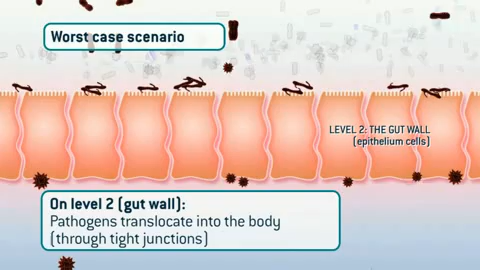 Worst case scenario
LEVEL 2: THE GUT WALL
(epithelium cells)
On level 2 (gut wall):
Pathogens translocate into the body
(through tight junctions)